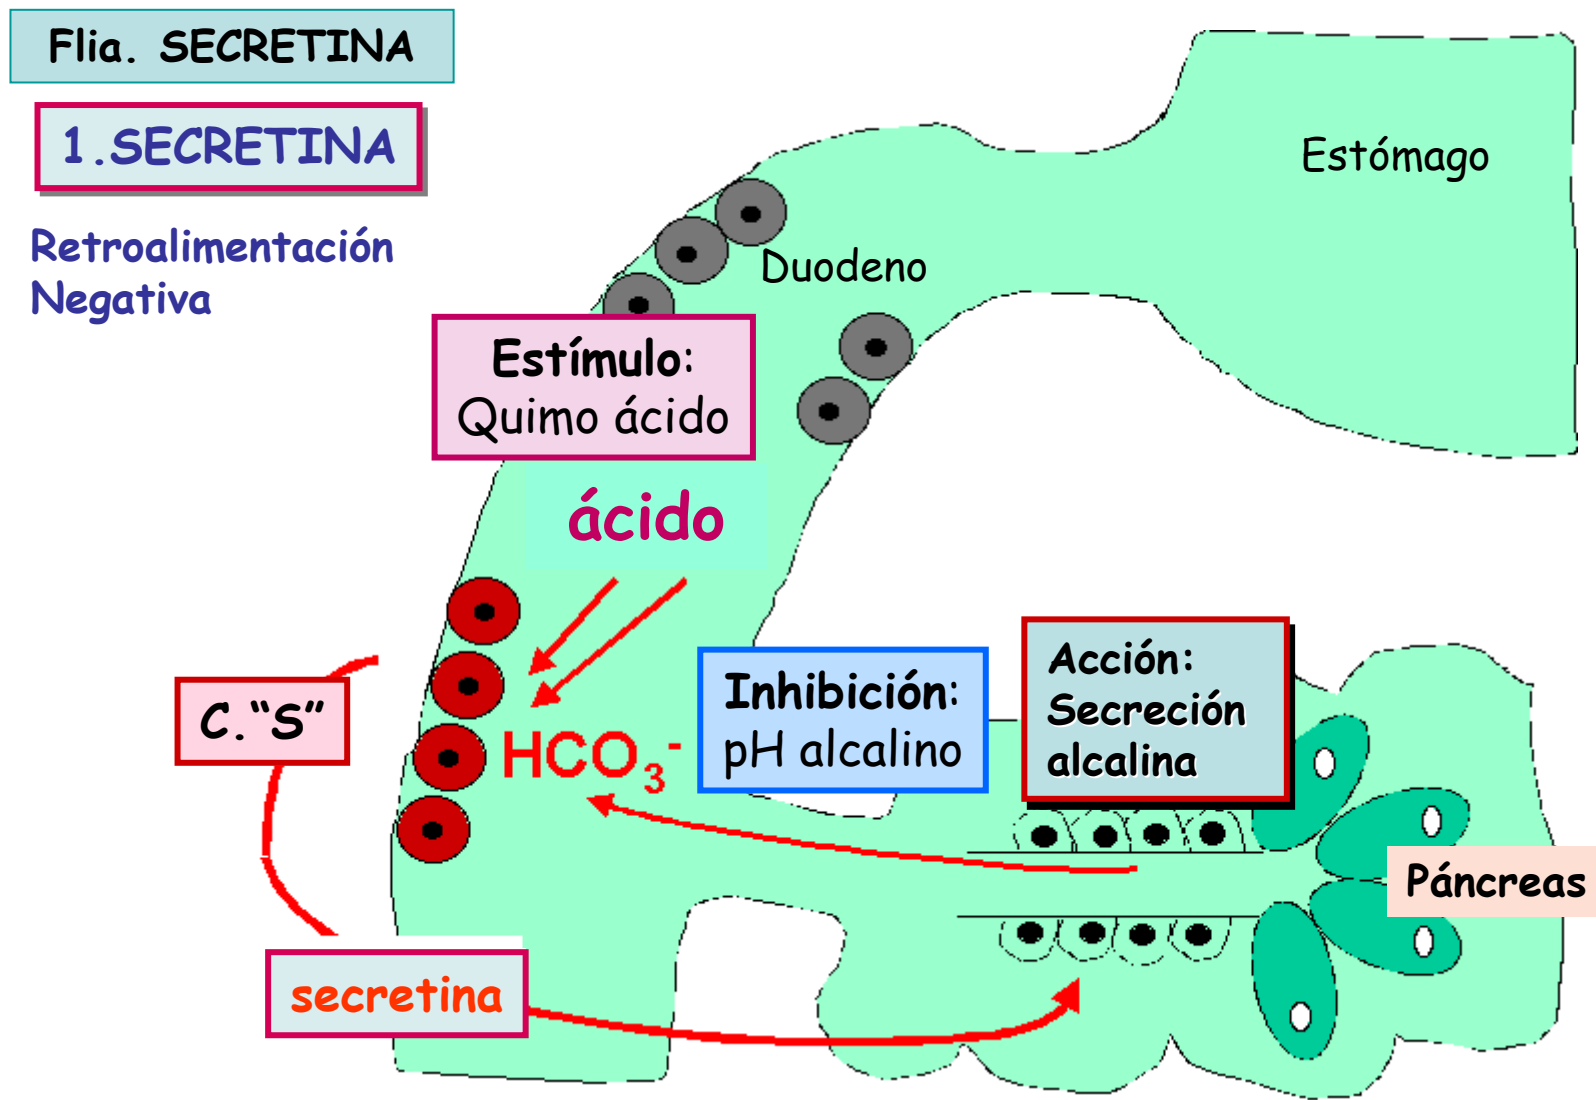 Flia. SECRETINA
1.SECRETINA
Retroalimentación
Negativa
Estómago
Duodeno
Estímulo:
Quimo ácido
ácido
C.“S”
HCO₃⁻
Inhibición:
pH alcalino
Acción:
Secreción
alcalina
Páncreas
secretina